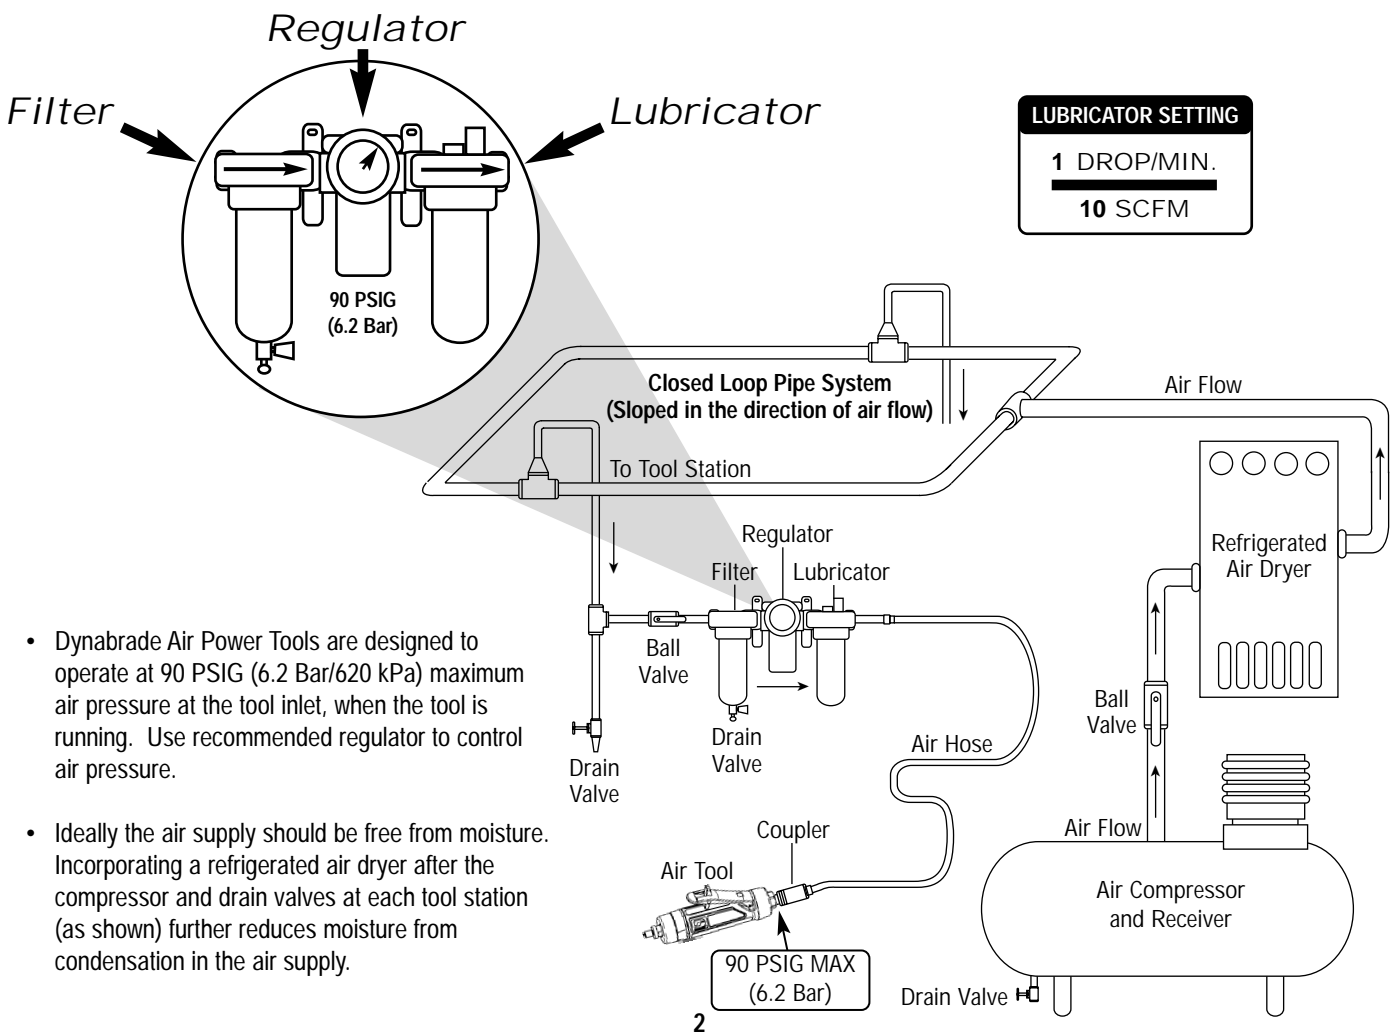 Regulator
Filter
Lubricator
90 PSIG
(6.2 Bar)
LUBRICATOR SETTING
1 DROP/MIN.
10 SCFM
Closed Loop Pipe System
(Sloped in the direction of air flow)
Air Flow
To Tool Station
Refrigerated
Air Dryer
Regulator
Filter
Lubricator
Ball
Valve
Drain
Valve
Drain
Valve
Air Hose
Ball
Valve
Air Flow
Coupler
Air Tool
90 PSIG MAX
(6.2 Bar)
Air Compressor
and Receiver
Drain Valve
• Dynabrade Air Power Tools are designed to
operate at 90 PSIG (6.2 Bar/620 kPa) maximum
air pressure at the tool inlet, when the tool is
running. Use recommended regulator to control
air pressure.
• Ideally the air supply should be free from moisture.
Incorporating a refrigerated air dryer after the
compressor and drain valves at each tool station
(as shown) further reduces moisture from
condensation in the air supply.
2